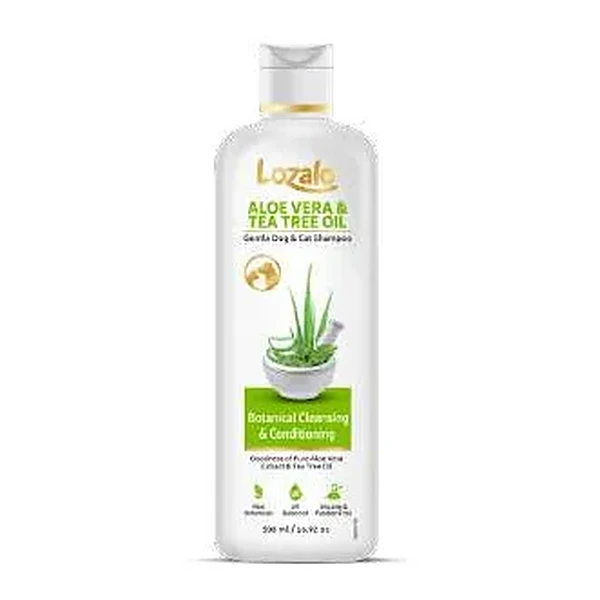 Lozalo
ALOE VERA &
TEA TREE OIL
Gentle Dog & Cat Shampoo
Botanical Cleansing
& Conditioning
Goodness of Pure Aloe Vera
Extract & Tea Tree Oil
pH
500 ml / 16.92 oz